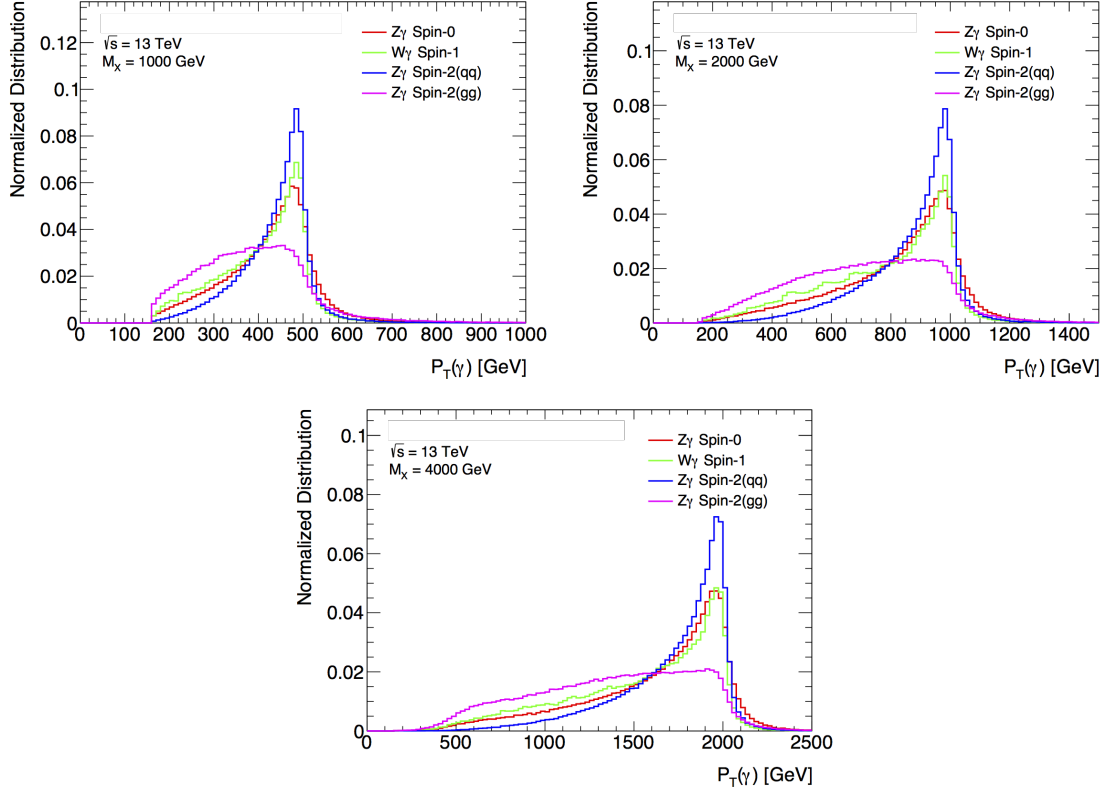 Normalized Distribution
0.12
0.1
0.08
0.06
0.04
0.02
0
√s = 13 TeV
M_X = 1000 GeV
Zγ Spin-0
Wγ Spin-1
Zγ Spin-2(qq)
Zγ Spin-2(gg)
0 100 200 300 400 500 600 700 800 900 1000
P_T(γ) [GeV]
Normalized Distribution
0.1
0.08
0.06
0.04
0.02
0
√s = 13 TeV
M_X = 2000 GeV
Zγ Spin-0
Wγ Spin-1
Zγ Spin-2(qq)
Zγ Spin-2(gg)
0 200 400 600 800 1000 1200 1400
P_T(γ) [GeV]
Normalized Distribution
0.1
0.08
0.06
0.04
0.02
0
√s = 13 TeV
M_X = 4000 GeV
Zγ Spin-0
Wγ Spin-1
Zγ Spin-2(qq)
Zγ Spin-2(gg)
0 500 1000 1500 2000 2500
P_T(γ) [GeV]